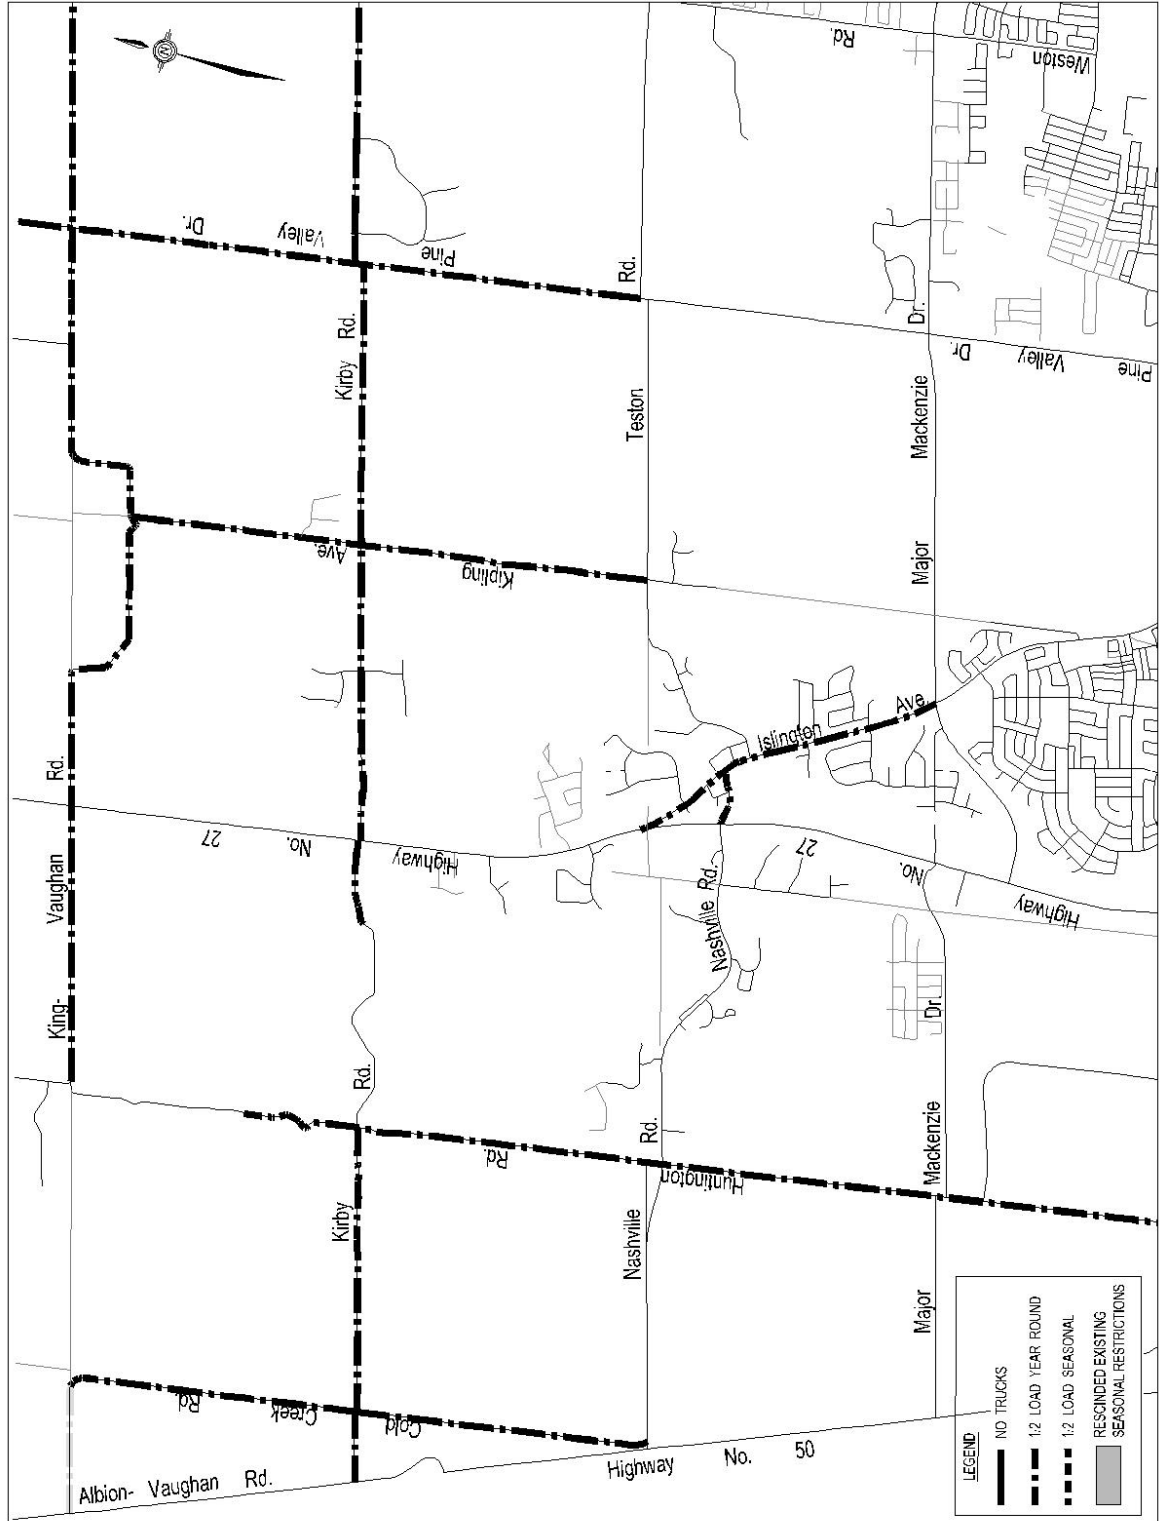 Rd.
Weston
Dr.
Valley
Pine
Rd.
Kirby
Rd.
Teston
Dr.
Mackenzie
Major
Dr.
Valley
Pine
Ave.
Kipling
Islington
Ave.
King-
Vaughan
Rd.
27
No.
Highway
27
No.
Highway
Nashville
Rd.
Dr.
Mackenzie
Major
Rd.
Kirby
Rd.
Huntington
Rd.
Nashville
Rd.
Creek
Cold
Albion-
Vaughan
Rd.
Highway
No.
50
N
LEGEND
NO TRUCKS
1:2 LOAD YEAR ROUND
1:2 LOAD SEASONAL
RESCINDED EXISTING
SEASONAL RESTRICTIONS